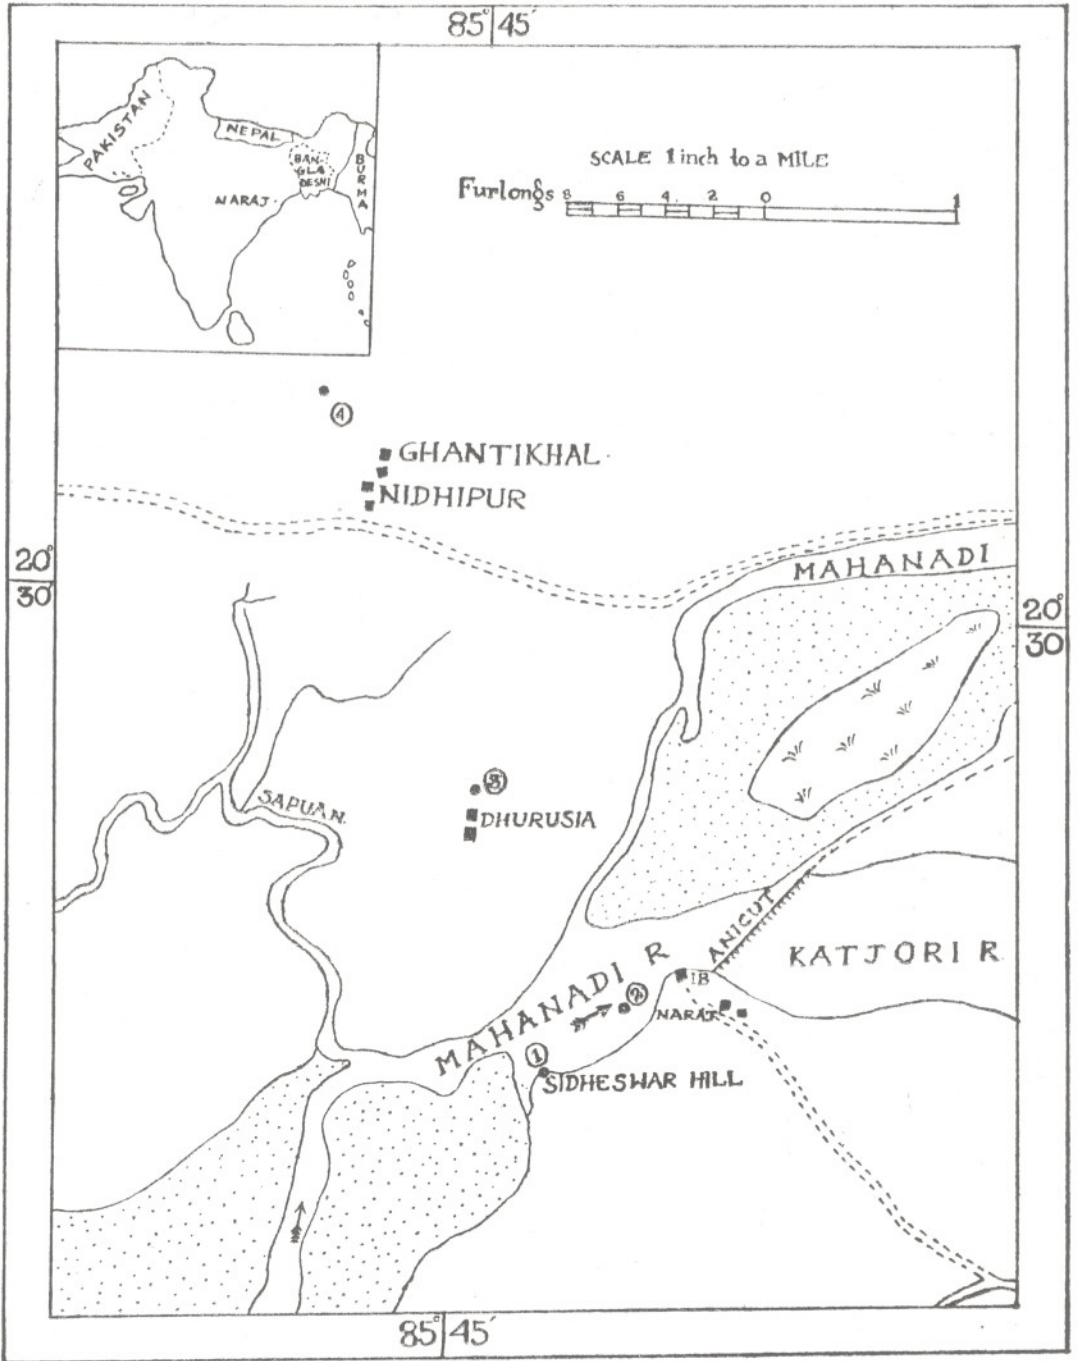 85° 45′
PAKISTAN
NEPAL
BAN-
GLA
DESHI
BURMA
NARAJ.
SCALE 1 inch to a MILE
Furlongs 8 6 4 2 0 1
4
GHANTIKHAL
NIDHIPUR
20°
30′
MAHANADI
20°
30′
SAPUA N.
3
DHURUSIA
ANICUT
KATJORI R
MAHANADI R
IB
2
NARAJ
1
SIDHESWAR HILL
85° 45′